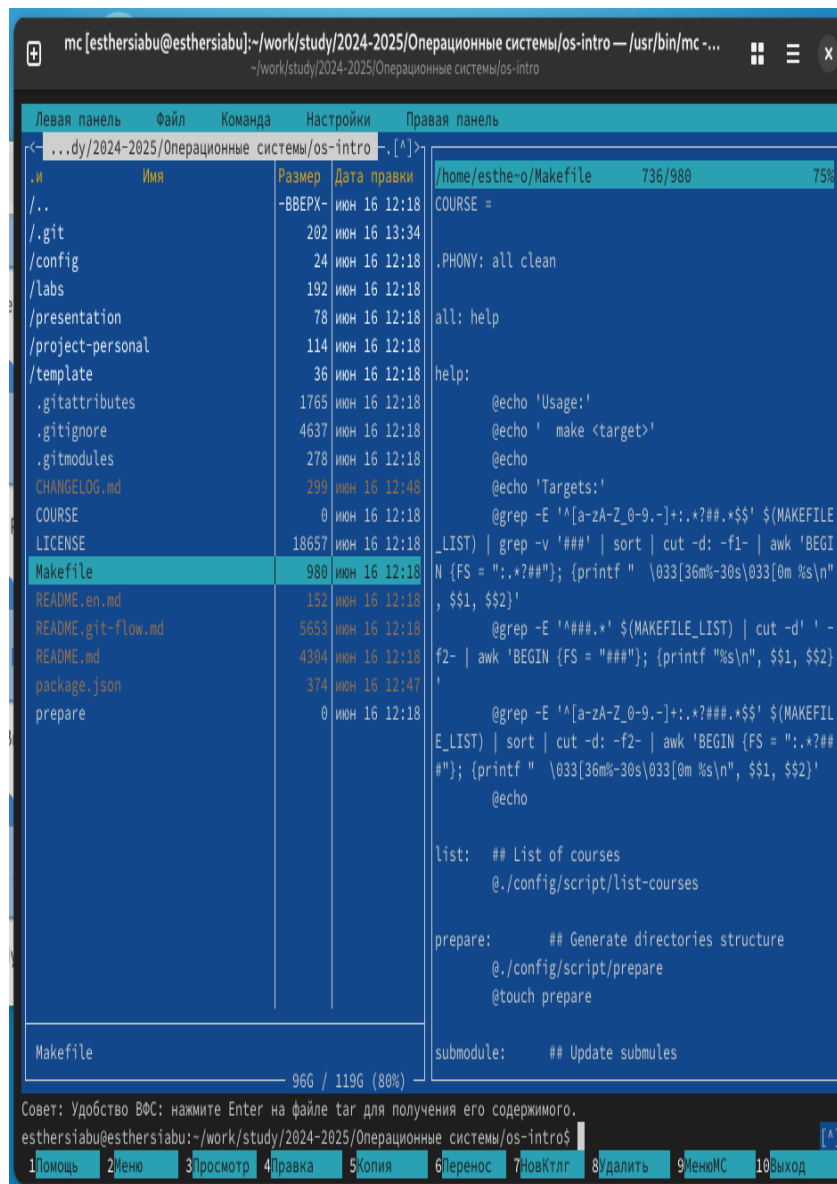 mc [esthersiabu@esthersiabu]:~/work/study/2024-2025/Операционные системы/os-intro — /usr/bin/mc -...
~/work/study/2024-2025/Операционные системы/os-intro
Левая панель Файл Команда Настройки Правая панель
<─ ...dy/2024-2025/Операционные системы/os-intro ─.[^]>
.и Имя Размер Дата правки
/.. -ВВЕРХ- июн 16 12:18
/.git 202 июн 16 13:34
/config 24 июн 16 12:18
/labs 192 июн 16 12:18
/presentation 78 июн 16 12:18
/project-personal 114 июн 16 12:18
/template 36 июн 16 12:18
.gitattributes 1765 июн 16 12:18
.gitignore 4637 июн 16 12:18
.gitmodules 278 июн 16 12:18
CHANGELOG.md 299 июн 16 12:48
COURSE 0 июн 16 12:18
LICENSE 18657 июн 16 12:18
Makefile 980 июн 16 12:18
README.en.md 152 июн 16 12:18
README.git-flow.md 5653 июн 16 12:18
README.md 4304 июн 16 12:18
package.json 374 июн 16 12:47
prepare 0 июн 16 12:18
Makefile
96G / 119G (80%)
/home/esthe~o/Makefile 736/980 75%
COURSE =
.PHONY: all clean
all: help
help:
@echo 'Usage:'
@echo '  make <target>'
@echo
@echo 'Targets:'
@grep -E '^[a-zA-Z_0-9.-]+:.*?##.*$$' $(MAKEFILE
_LIST) | grep -v '###' | sort | cut -d: -f1- | awk 'BEGI
N {FS = ":.*?##"}; {printf "  \033[36m%-30s\033[0m %s\n"
, $$1, $$2}'
@grep -E '^###.*' $(MAKEFILE_LIST) | cut -d' ' -
f2- | awk 'BEGIN {FS = "###"}; {printf "%s\n", $$1, $$2}
'
@grep -E '^[a-zA-Z_0-9.-]+:.*?###.*$$' $(MAKEFIL
E_LIST) | sort | cut -d: -f2- | awk 'BEGIN {FS = ":.*?##
#"}; {printf "  \033[36m%-30s\033[0m %s\n", $$1, $$2}'
@echo
list: ## List of courses
@./config/script/list-courses
prepare: ## Generate directories structure
@./config/script/prepare
@touch prepare
submodule: ## Update submules
Совет: Удобство ВФС: нажмите Enter на файле tar для получения его содержимого.
esthersiabu@esthersiabu:~/work/study/2024-2025/Операционные системы/os-intro$ [^]
1Помощь 2Меню 3Просмотр 4Правка 5Копия 6Перенос 7НовКтлг 8Удалить 9МенюМС 10Выход